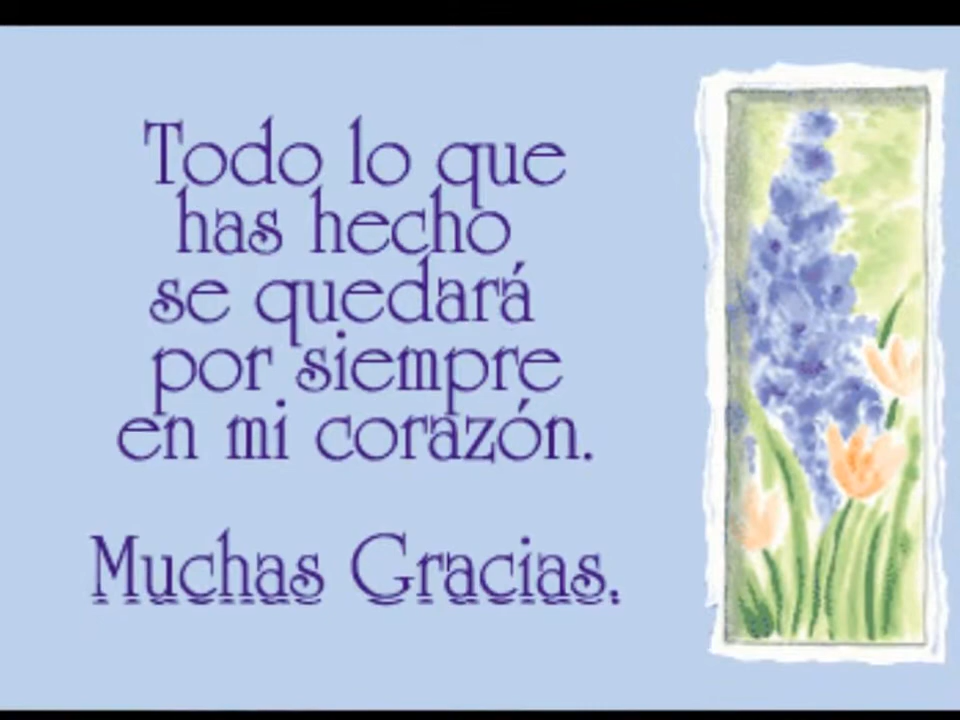 Todo lo que
has hecho
se quedará
por siempre
en mi corazón.
Muchas Gracias.